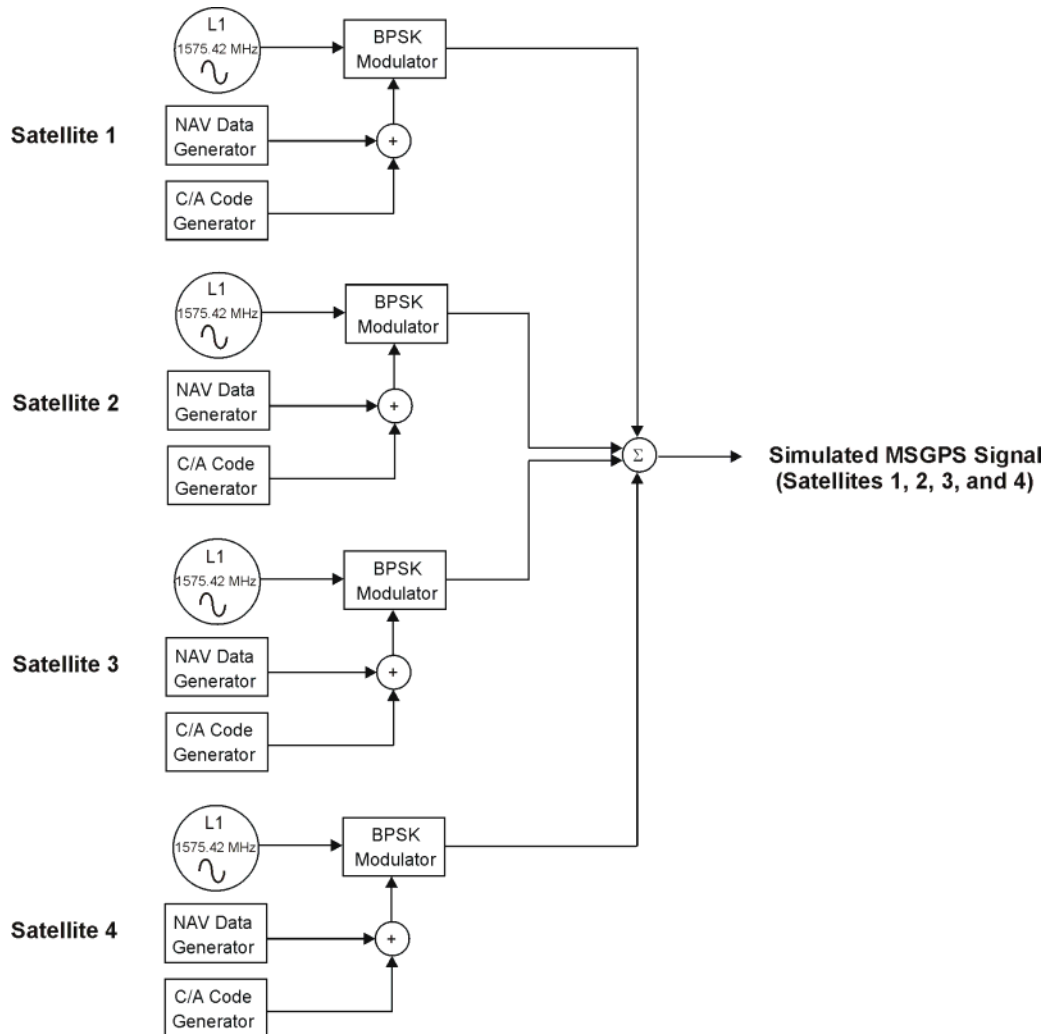 L1
1575.42 MHz
BPSK
Modulator
Satellite 1
NAV Data
Generator
+
C/A Code
Generator
L1
1575.42 MHz
BPSK
Modulator
Satellite 2
NAV Data
Generator
+
C/A Code
Generator
Σ
Simulated MSGPS Signal
(Satellites 1, 2, 3, and 4)
L1
1575.42 MHz
BPSK
Modulator
Satellite 3
NAV Data
Generator
+
C/A Code
Generator
L1
1575.42 MHz
BPSK
Modulator
Satellite 4
NAV Data
Generator
+
C/A Code
Generator